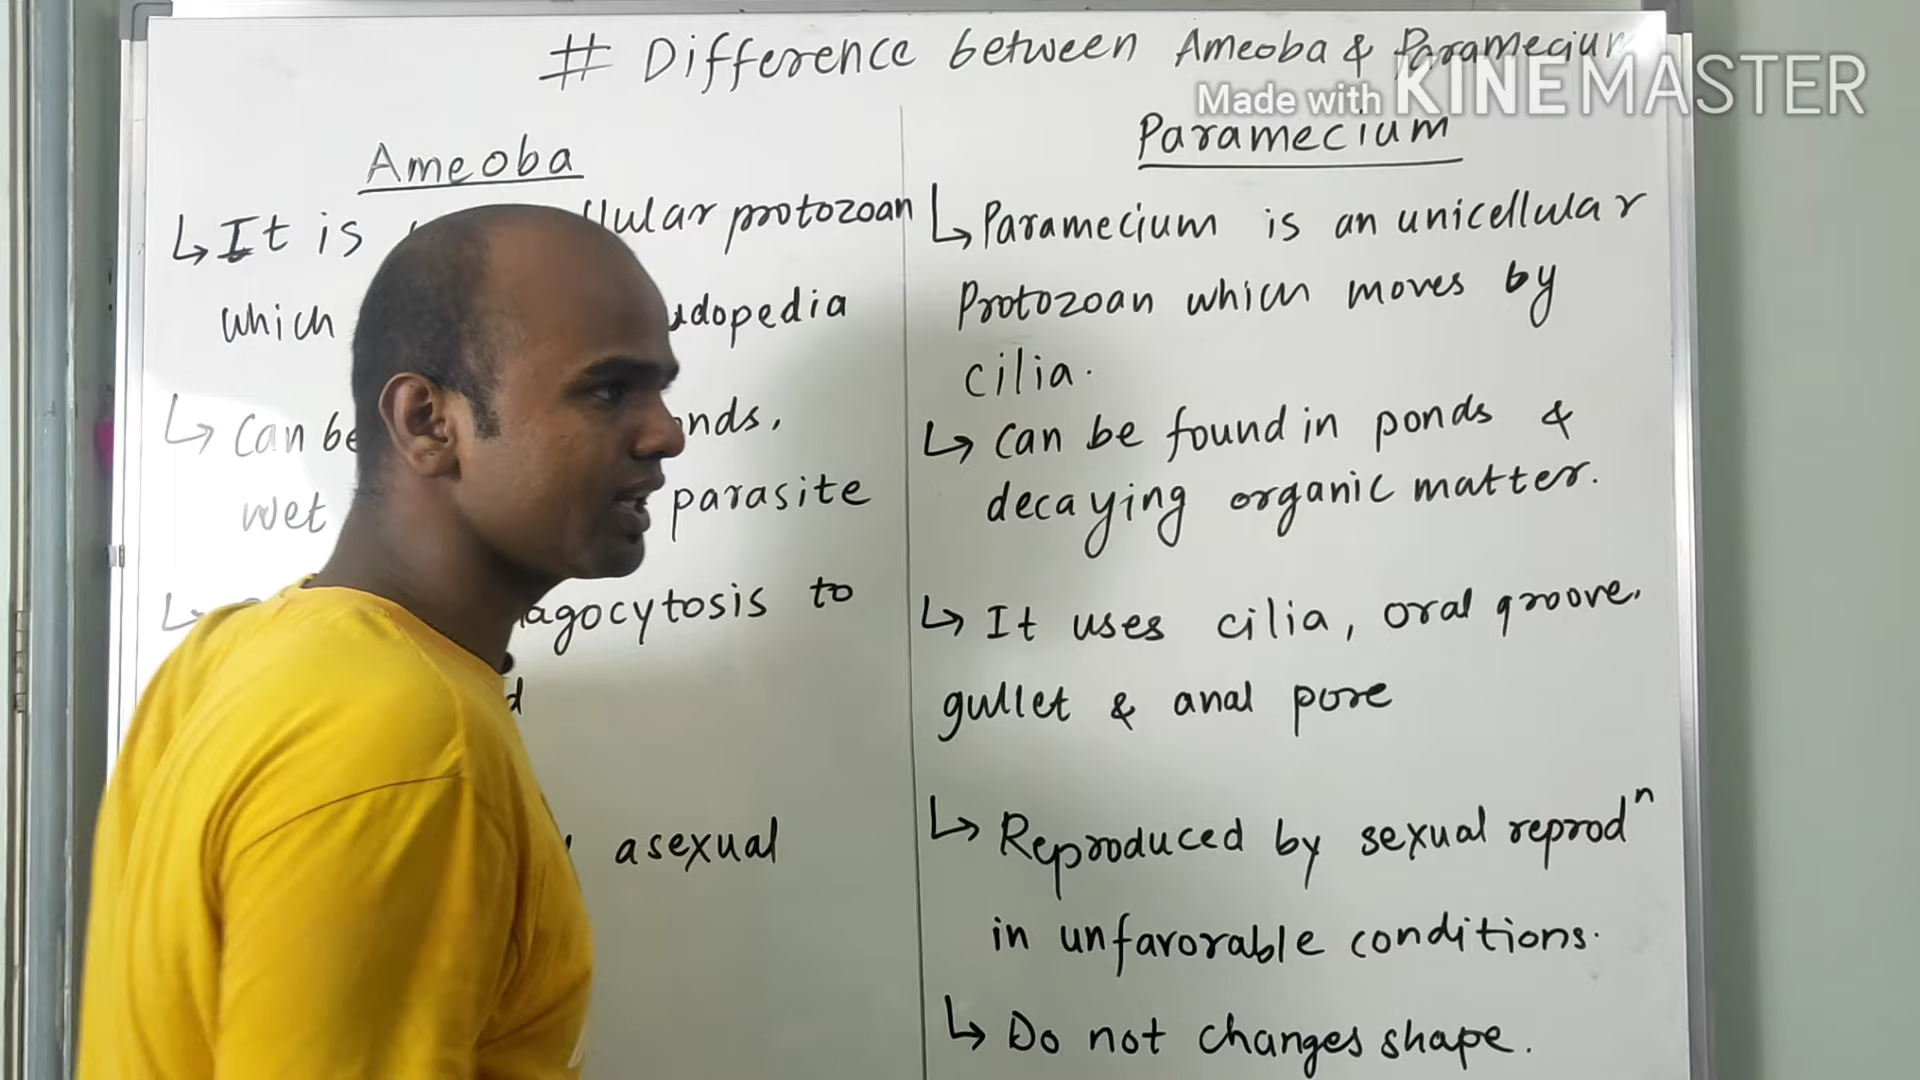 # Difference between Ameoba & Parameciu
Made with KINEMASTER
Ameoba
↳ It is llular protozoan
which udopedia
↳ Can be nds,
wet parasite
↳ agocytosis to
d
asexual
Paramecium
↳ Paramecium is an unicellular
Protozoan which moves by
cilia.
↳ Can be found in ponds &
decaying organic matter.
↳ It uses cilia, oral groove,
gullet & anal pore
↳ Reproduced by sexual reprodⁿ
in unfavorable conditions.
↳ Do not changes shape.